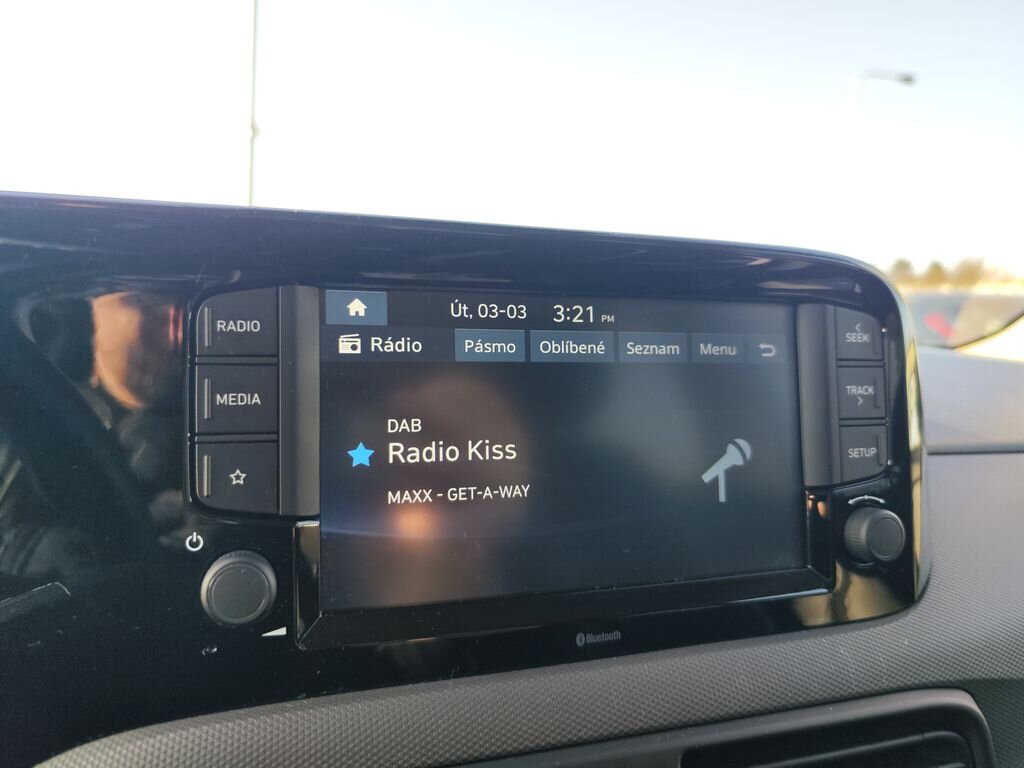 Út, 03-03 3:21 PM
Rádio Pásmo Oblíbené Seznam Menu
DAB
Radio Kiss
MAXX - GET-A-WAY
RADIO
MEDIA
SEEK
TRACK
SETUP
Bluetooth